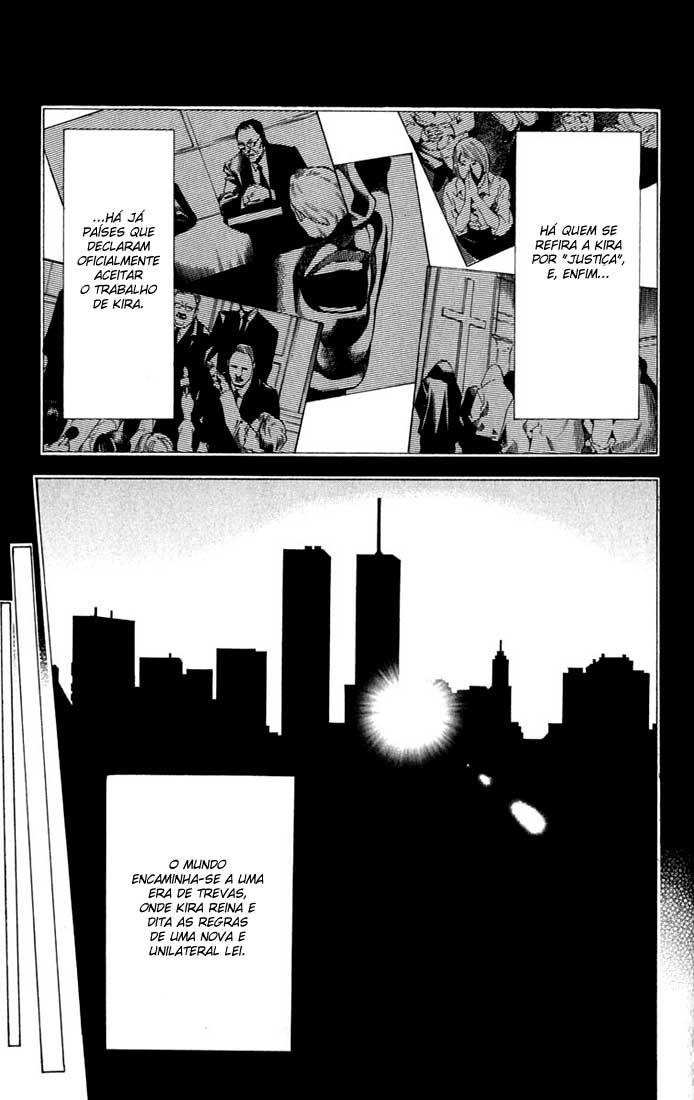 HÁ QUEM SE
REFIRA A KIRA
POR "JUSTIÇA",
E, ENFIM...
...HÁ JÁ
PAÍSES QUE
DECLARAM
OFICIALMENTE
ACEITAR
O TRABALHO
DE KIRA.
O MUNDO
ENCAMINHA-SE A UMA
ERA DE TREVAS,
ONDE KIRA REINA E
DITA AS REGRAS
DE UMA NOVA E
UNILATERAL LEI.